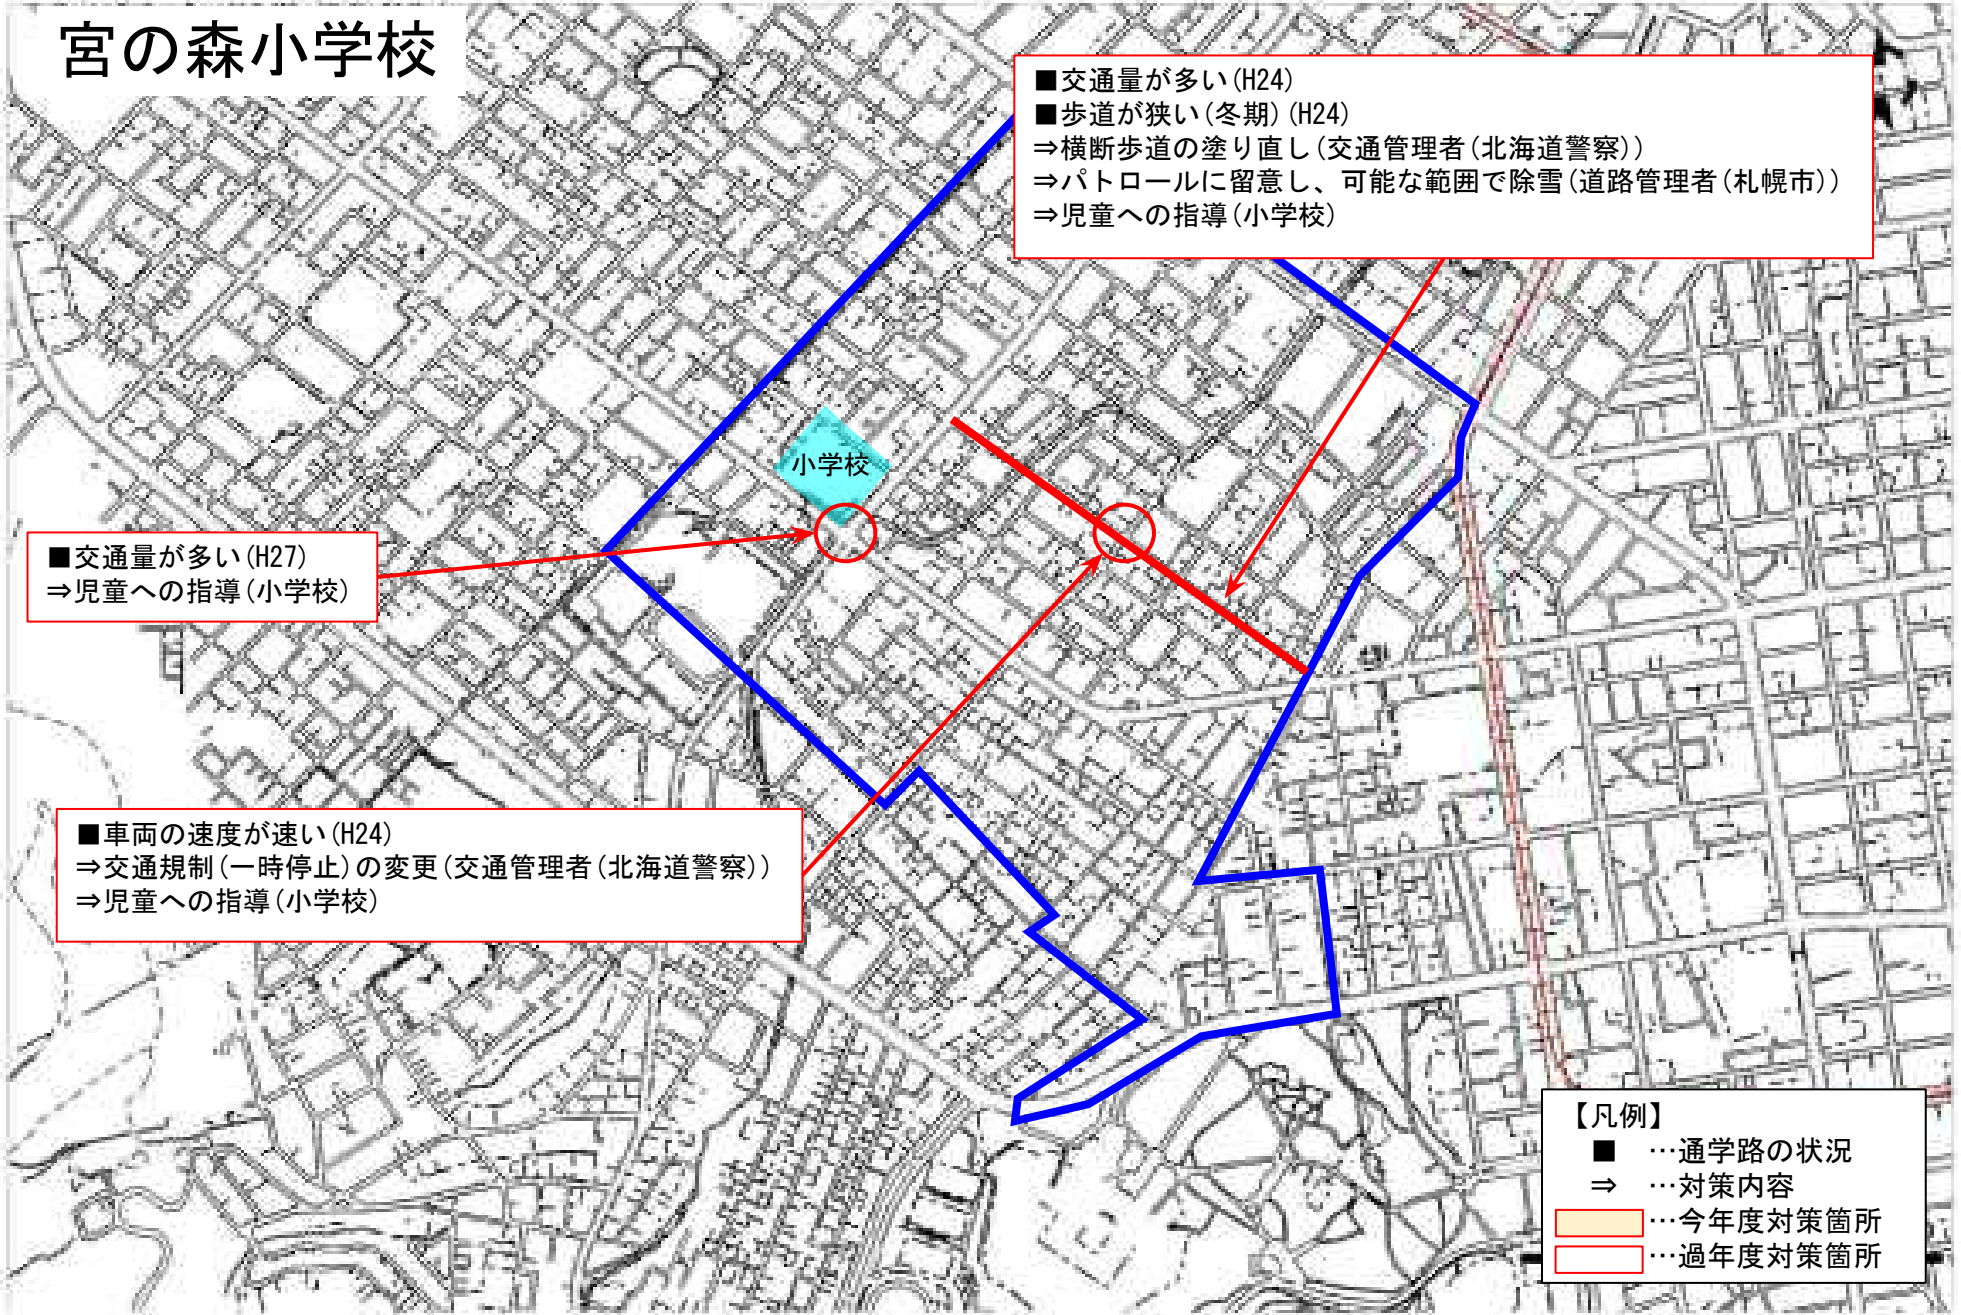 宮の森小学校
■交通量が多い(H24)
■歩道が狭い(冬期)(H24)
⇒横断歩道の塗り直し(交通管理者(北海道警察))
⇒パトロールに留意し、可能な範囲で除雪(道路管理者(札幌市))
⇒児童への指導(小学校)
小学校
■交通量が多い(H27)
⇒児童への指導(小学校)
■車両の速度が速い(H24)
⇒交通規制(一時停止)の変更(交通管理者(北海道警察))
⇒児童への指導(小学校)
【凡例】
■ …通学路の状況
⇒ …対策内容
…今年度対策箇所
…過年度対策箇所